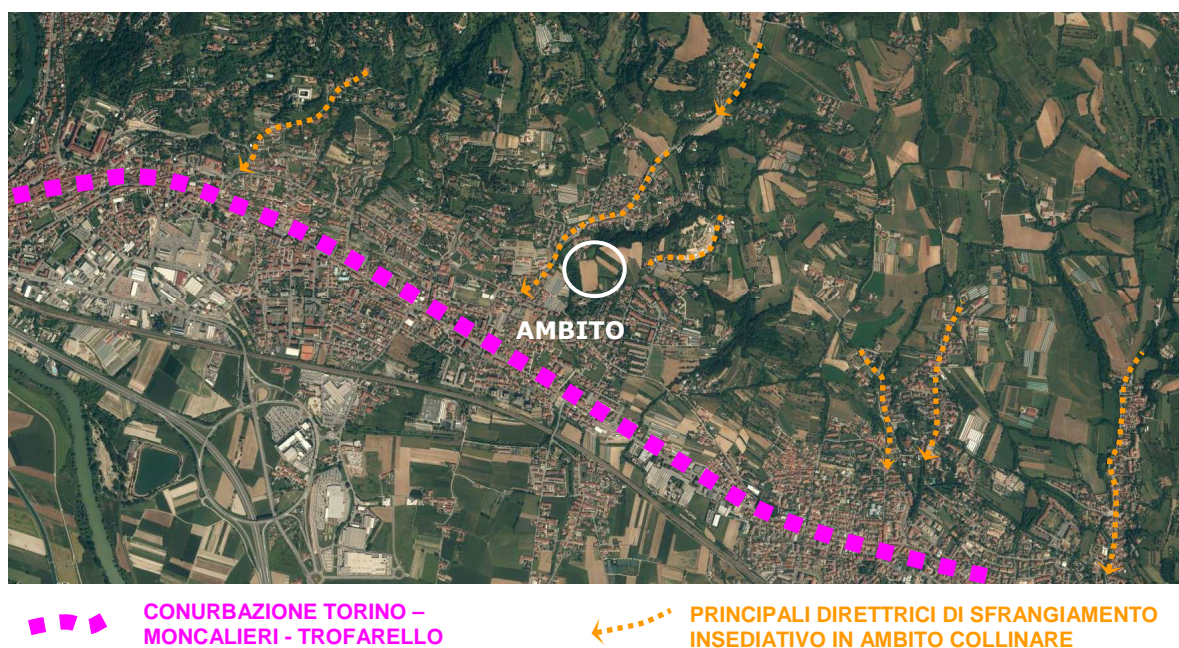 AMBITO
CONURBAZIONE TORINO –
MONCALIERI - TROFARELLO
PRINCIPALI DIRETTRICI DI SFRANGIAMENTO
INSEDIATIVO IN AMBITO COLLINARE